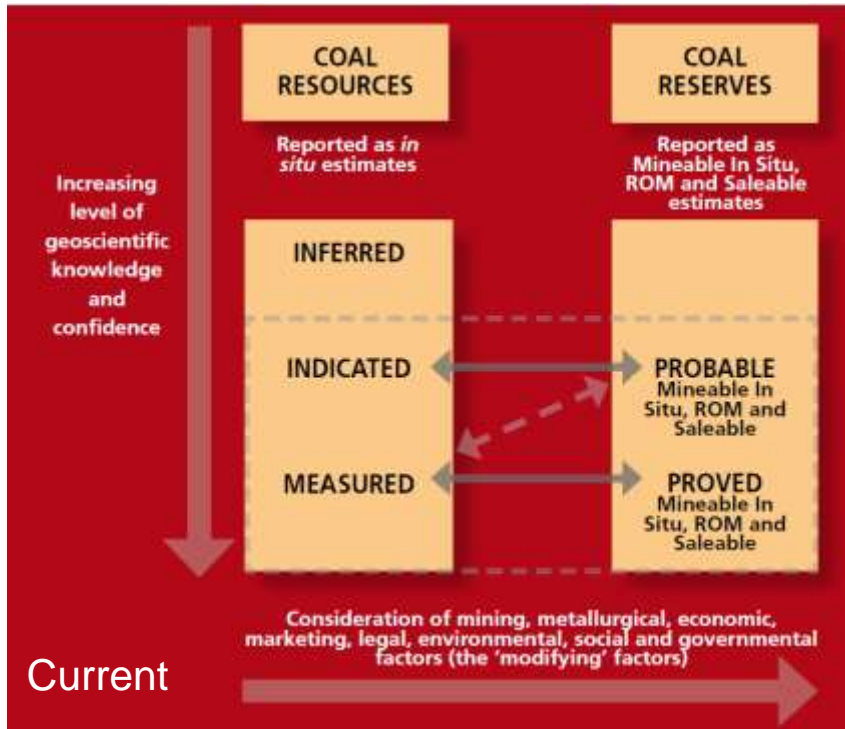 COAL
RESOURCES
COAL
RESERVES
Reported as in
situ estimates
Reported as
Mineable In Situ,
ROM and Saleable
estimates
Increasing
level of
geoscientific
knowledge
and
confidence
INFERRED
INDICATED
PROBABLE
Mineable In
Situ, ROM and
Saleable
MEASURED
PROVED
Mineable In
Situ, ROM and
Saleable
Consideration of mining, metallurgical, economic,
marketing, legal, environmental, social and governmental
factors (the ‘modifying’ factors)
Current